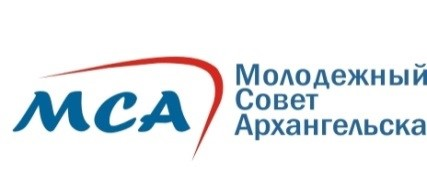 МСА
Молодежный
Совет
Архангельска